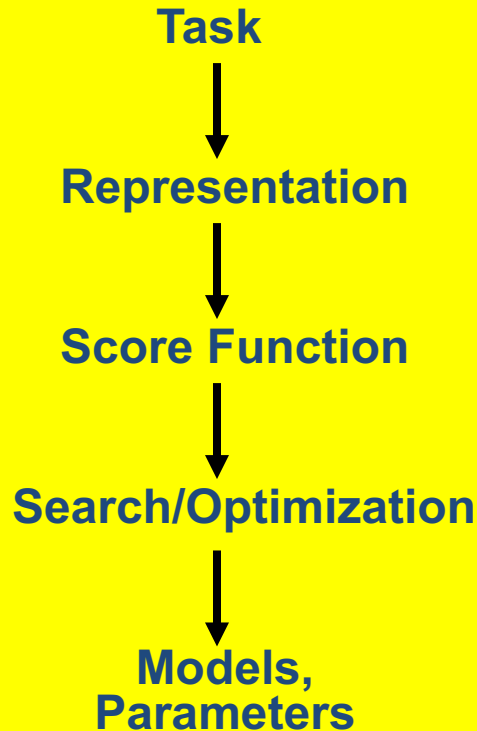 Task
Representation
Score Function
Search/Optimization
Models,
Parameters